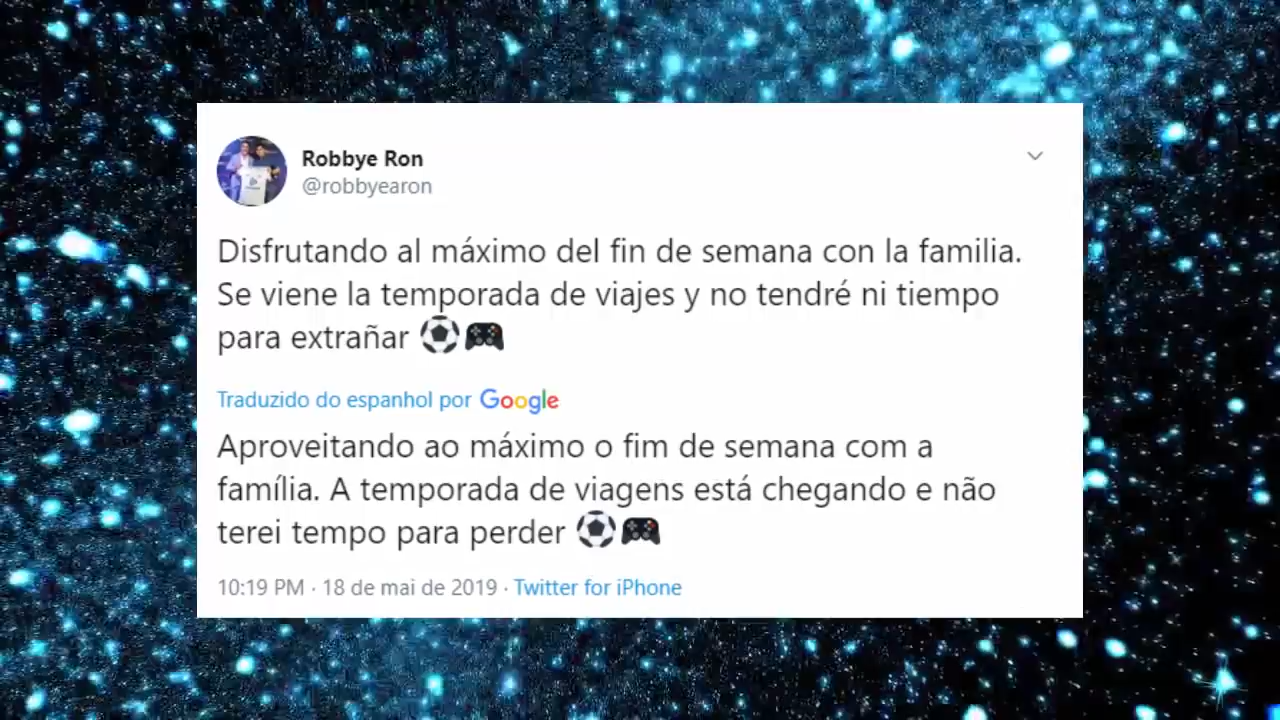 Robbye Ron
@robbyearon
Disfrutando al máximo del fin de semana con la familia.
Se viene la temporada de viajes y no tendré ni tiempo
para extrañar ⚽🎮
Traduzido do espanhol por Google
Aproveitando ao máximo o fim de semana com a
família. A temporada de viagens está chegando e não
terei tempo para perder ⚽🎮
10:19 PM · 18 de mai de 2019 · Twitter for iPhone